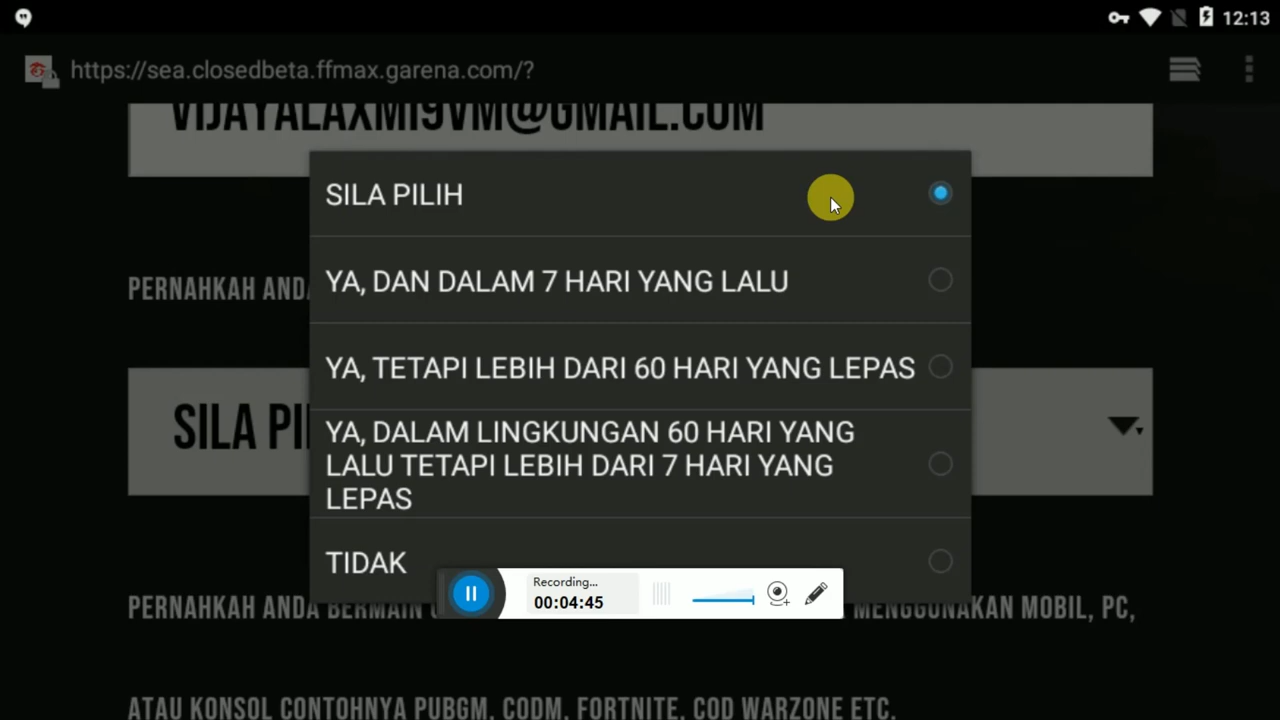 12:13
https://sea.closedbeta.ffmax.garena.com/?
VIJAYALAXMI9VM@GMAIL.COM
SILA PILIH
YA, DAN DALAM 7 HARI YANG LALU
PERNAHKAH ANDA
YA, TETAPI LEBIH DARI 60 HARI YANG LEPAS
SILA PI
YA, DALAM LINGKUNGAN 60 HARI YANG
LALU TETAPI LEBIH DARI 7 HARI YANG
LEPAS
TIDAK
Recording...
00:04:45
PERNAHKAH ANDA BERMAIN MENGGUNAKAN MOBIL, PC,
ATAU KONSOL CONTOHNYA PUBGM, CODM, FORTNITE, COD WARZONE ETC.